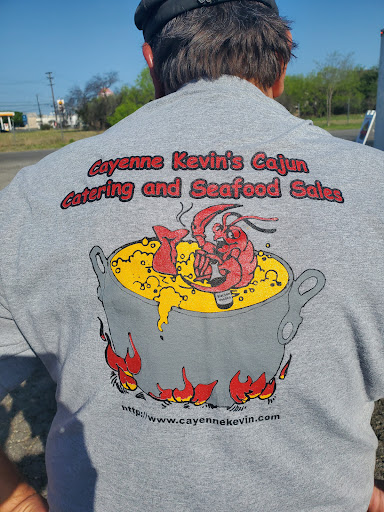 Cayenne Kevin's Cajun
Catering and Seafood Sales
http://www.cayennekevin.com